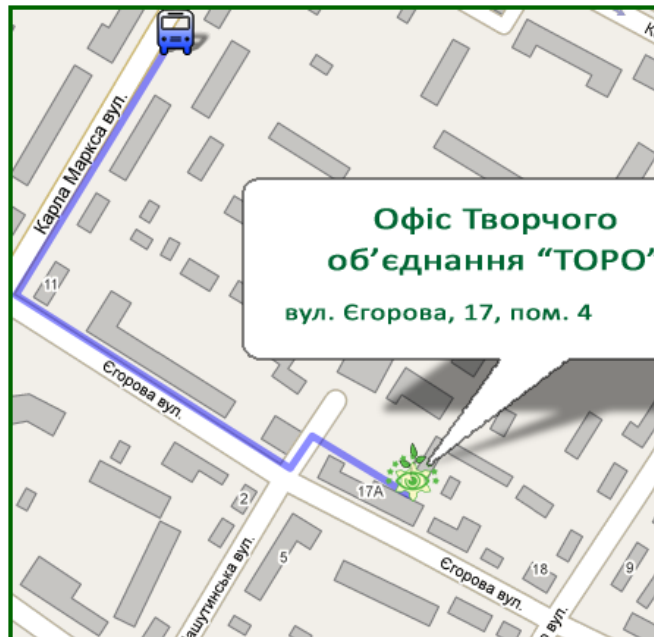 К
Карла Маркса вул.
Офіс Творчого
об’єднання “ТОРО”
вул. Єгорова, 17, пом. 4
11
Єгорова вул.
17А
2
5
Єгорова вул.
18
9
вул.